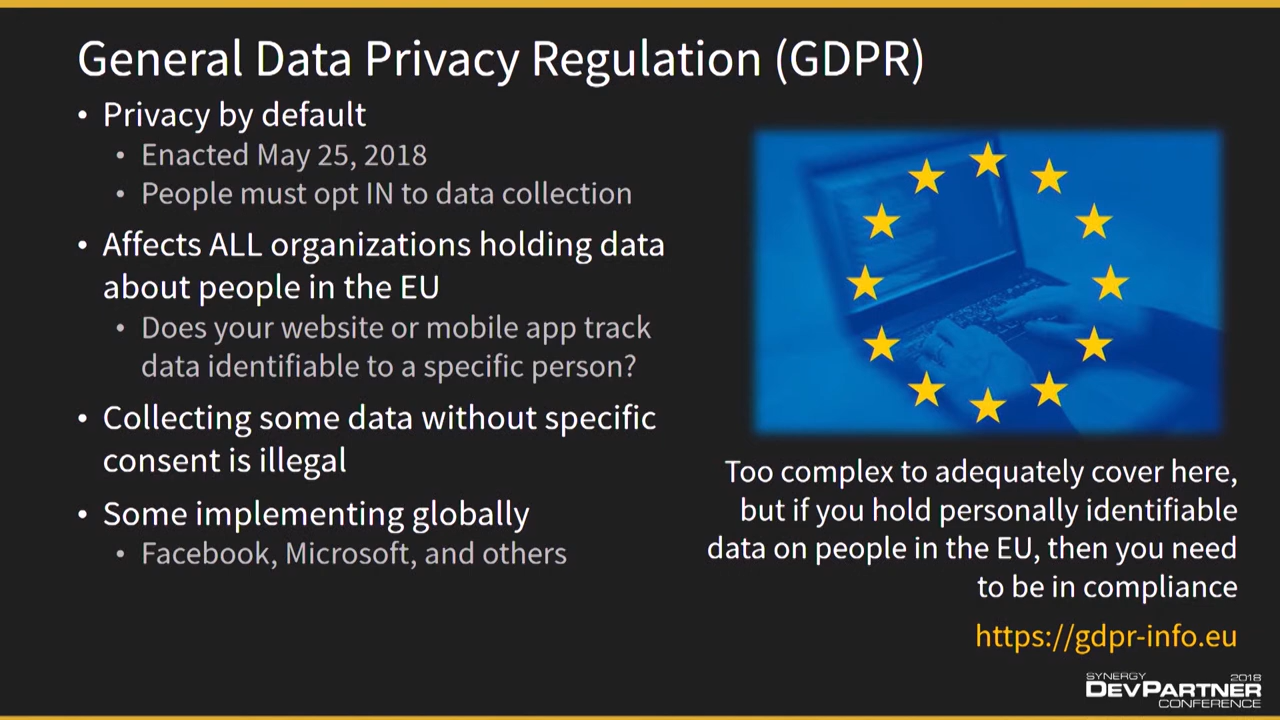 General Data Privacy Regulation (GDPR)
• Privacy by default
• Enacted May 25, 2018
• People must opt IN to data collection
• Affects ALL organizations holding data
about people in the EU
• Does your website or mobile app track
data identifiable to a specific person?
• Collecting some data without specific
consent is illegal
• Some implementing globally
• Facebook, Microsoft, and others
Too complex to adequately cover here,
but if you hold personally identifiable
data on people in the EU, then you need
to be in compliance
https://gdpr-info.eu
SYNERGY 2018
DEVPARTNER
CONFERENCE